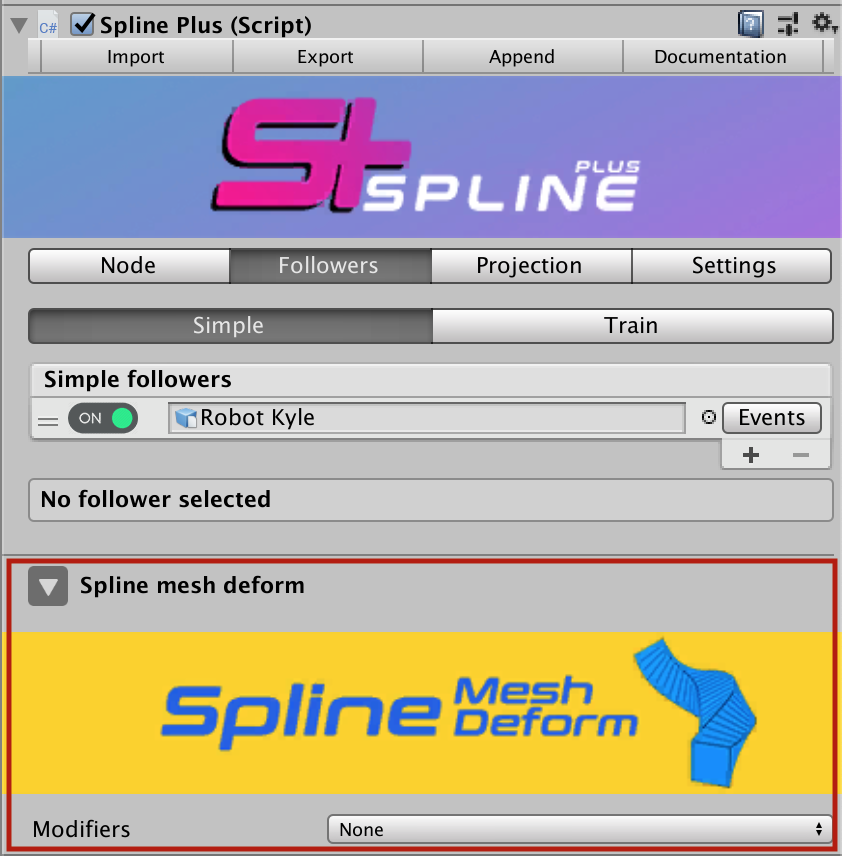 C# Spline Plus (Script)
Import Export Append Documentation
St SPLINE PLUS
Node Followers Projection Settings
Simple Train
Simple followers
ON Robot Kyle Events
+ −
No follower selected
Spline mesh deform
Spline Mesh Deform
Modifiers None